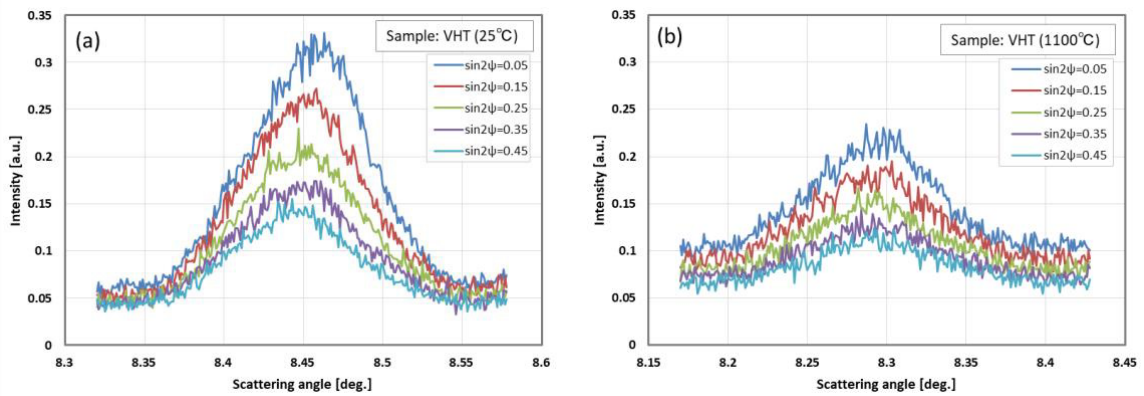 (a)
Sample: VHT (25℃)
sin2ψ=0.05
sin2ψ=0.15
sin2ψ=0.25
sin2ψ=0.35
sin2ψ=0.45
Intensity [a.u.]
0.35
0.3
0.25
0.2
0.15
0.1
0.05
0
8.3 8.35 8.4 8.45 8.5 8.55 8.6
Scattering angle [deg.]
(b)
Sample: VHT (1100℃)
sin2ψ=0.05
sin2ψ=0.15
sin2ψ=0.25
sin2ψ=0.35
sin2ψ=0.45
Intensity [a.u.]
0.35
0.3
0.25
0.2
0.15
0.1
0.05
0
8.15 8.2 8.25 8.3 8.35 8.4 8.45
Scattering angle [deg.]